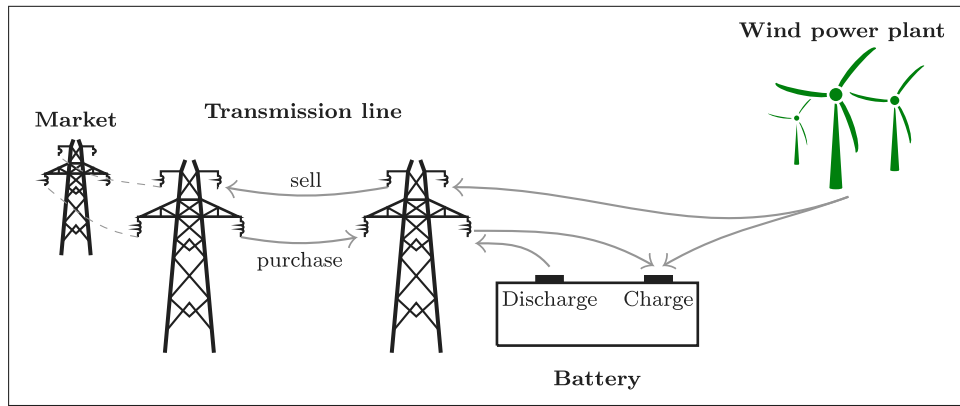 Wind power plant
Transmission line
Market
sell
purchase
Discharge
Charge
Battery